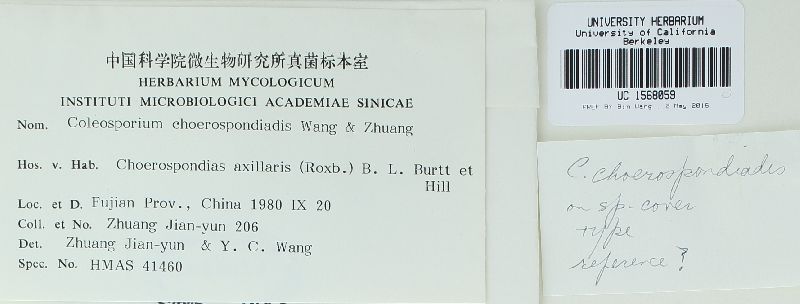 中国科学院微生物研究所真菌标本室
HERBARIUM MYCOLOGICUM
INSTITUTI MICROBIOLOGICI ACADEMIAE SINICAE
Nom. Coleosporium choerospondiadis Wang & Zhuang
Hos. v. Hab. Choerospondias axillaris (Roxb.) B. L. Burtt et
Hill
Loc. et D. Fujian Prov., China 1980 IX 20
Coll. et No. Zhuang Jian-yun 206
Det. Zhuang Jian-yun & Y. C. Wang
Spec. No. HMAS 41460
UNIVERSITY HERBARIUM
University of California
Berkeley
UC 1568059
2 May 2016
C. choerospondiadis
on sp. cover
type
reference?